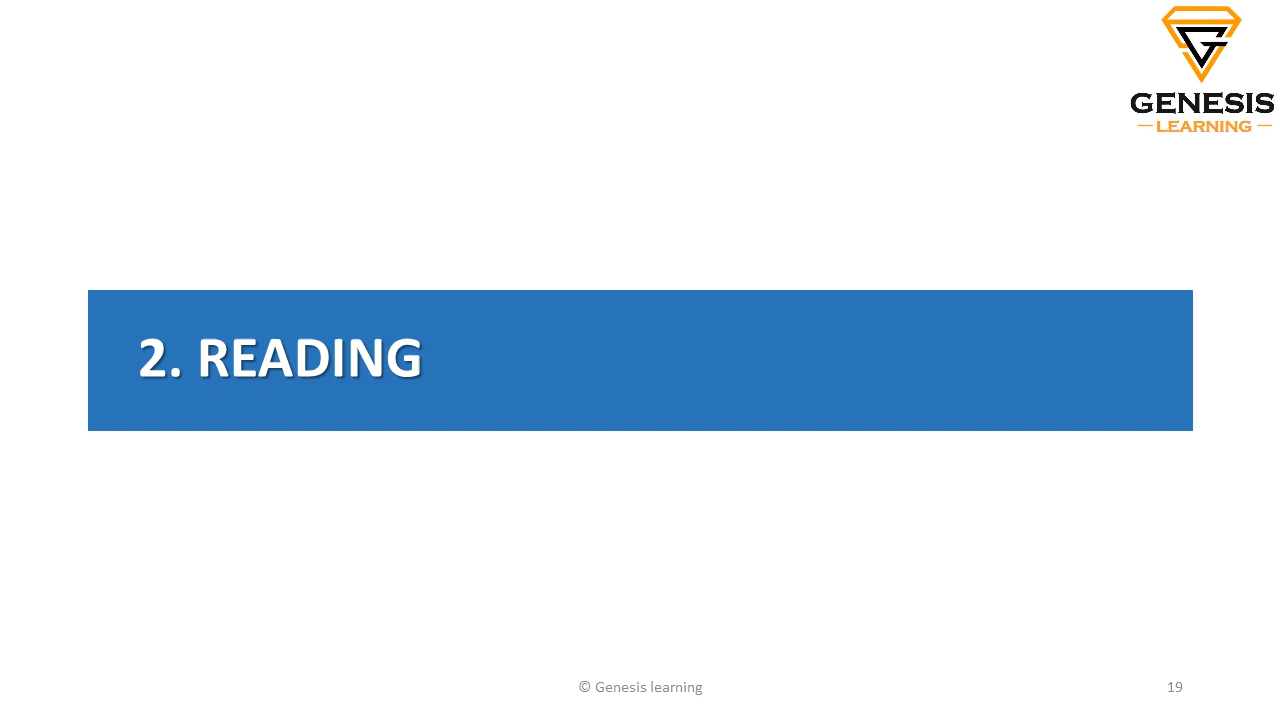 GENESIS
LEARNING
2. READING
© Genesis learning
19